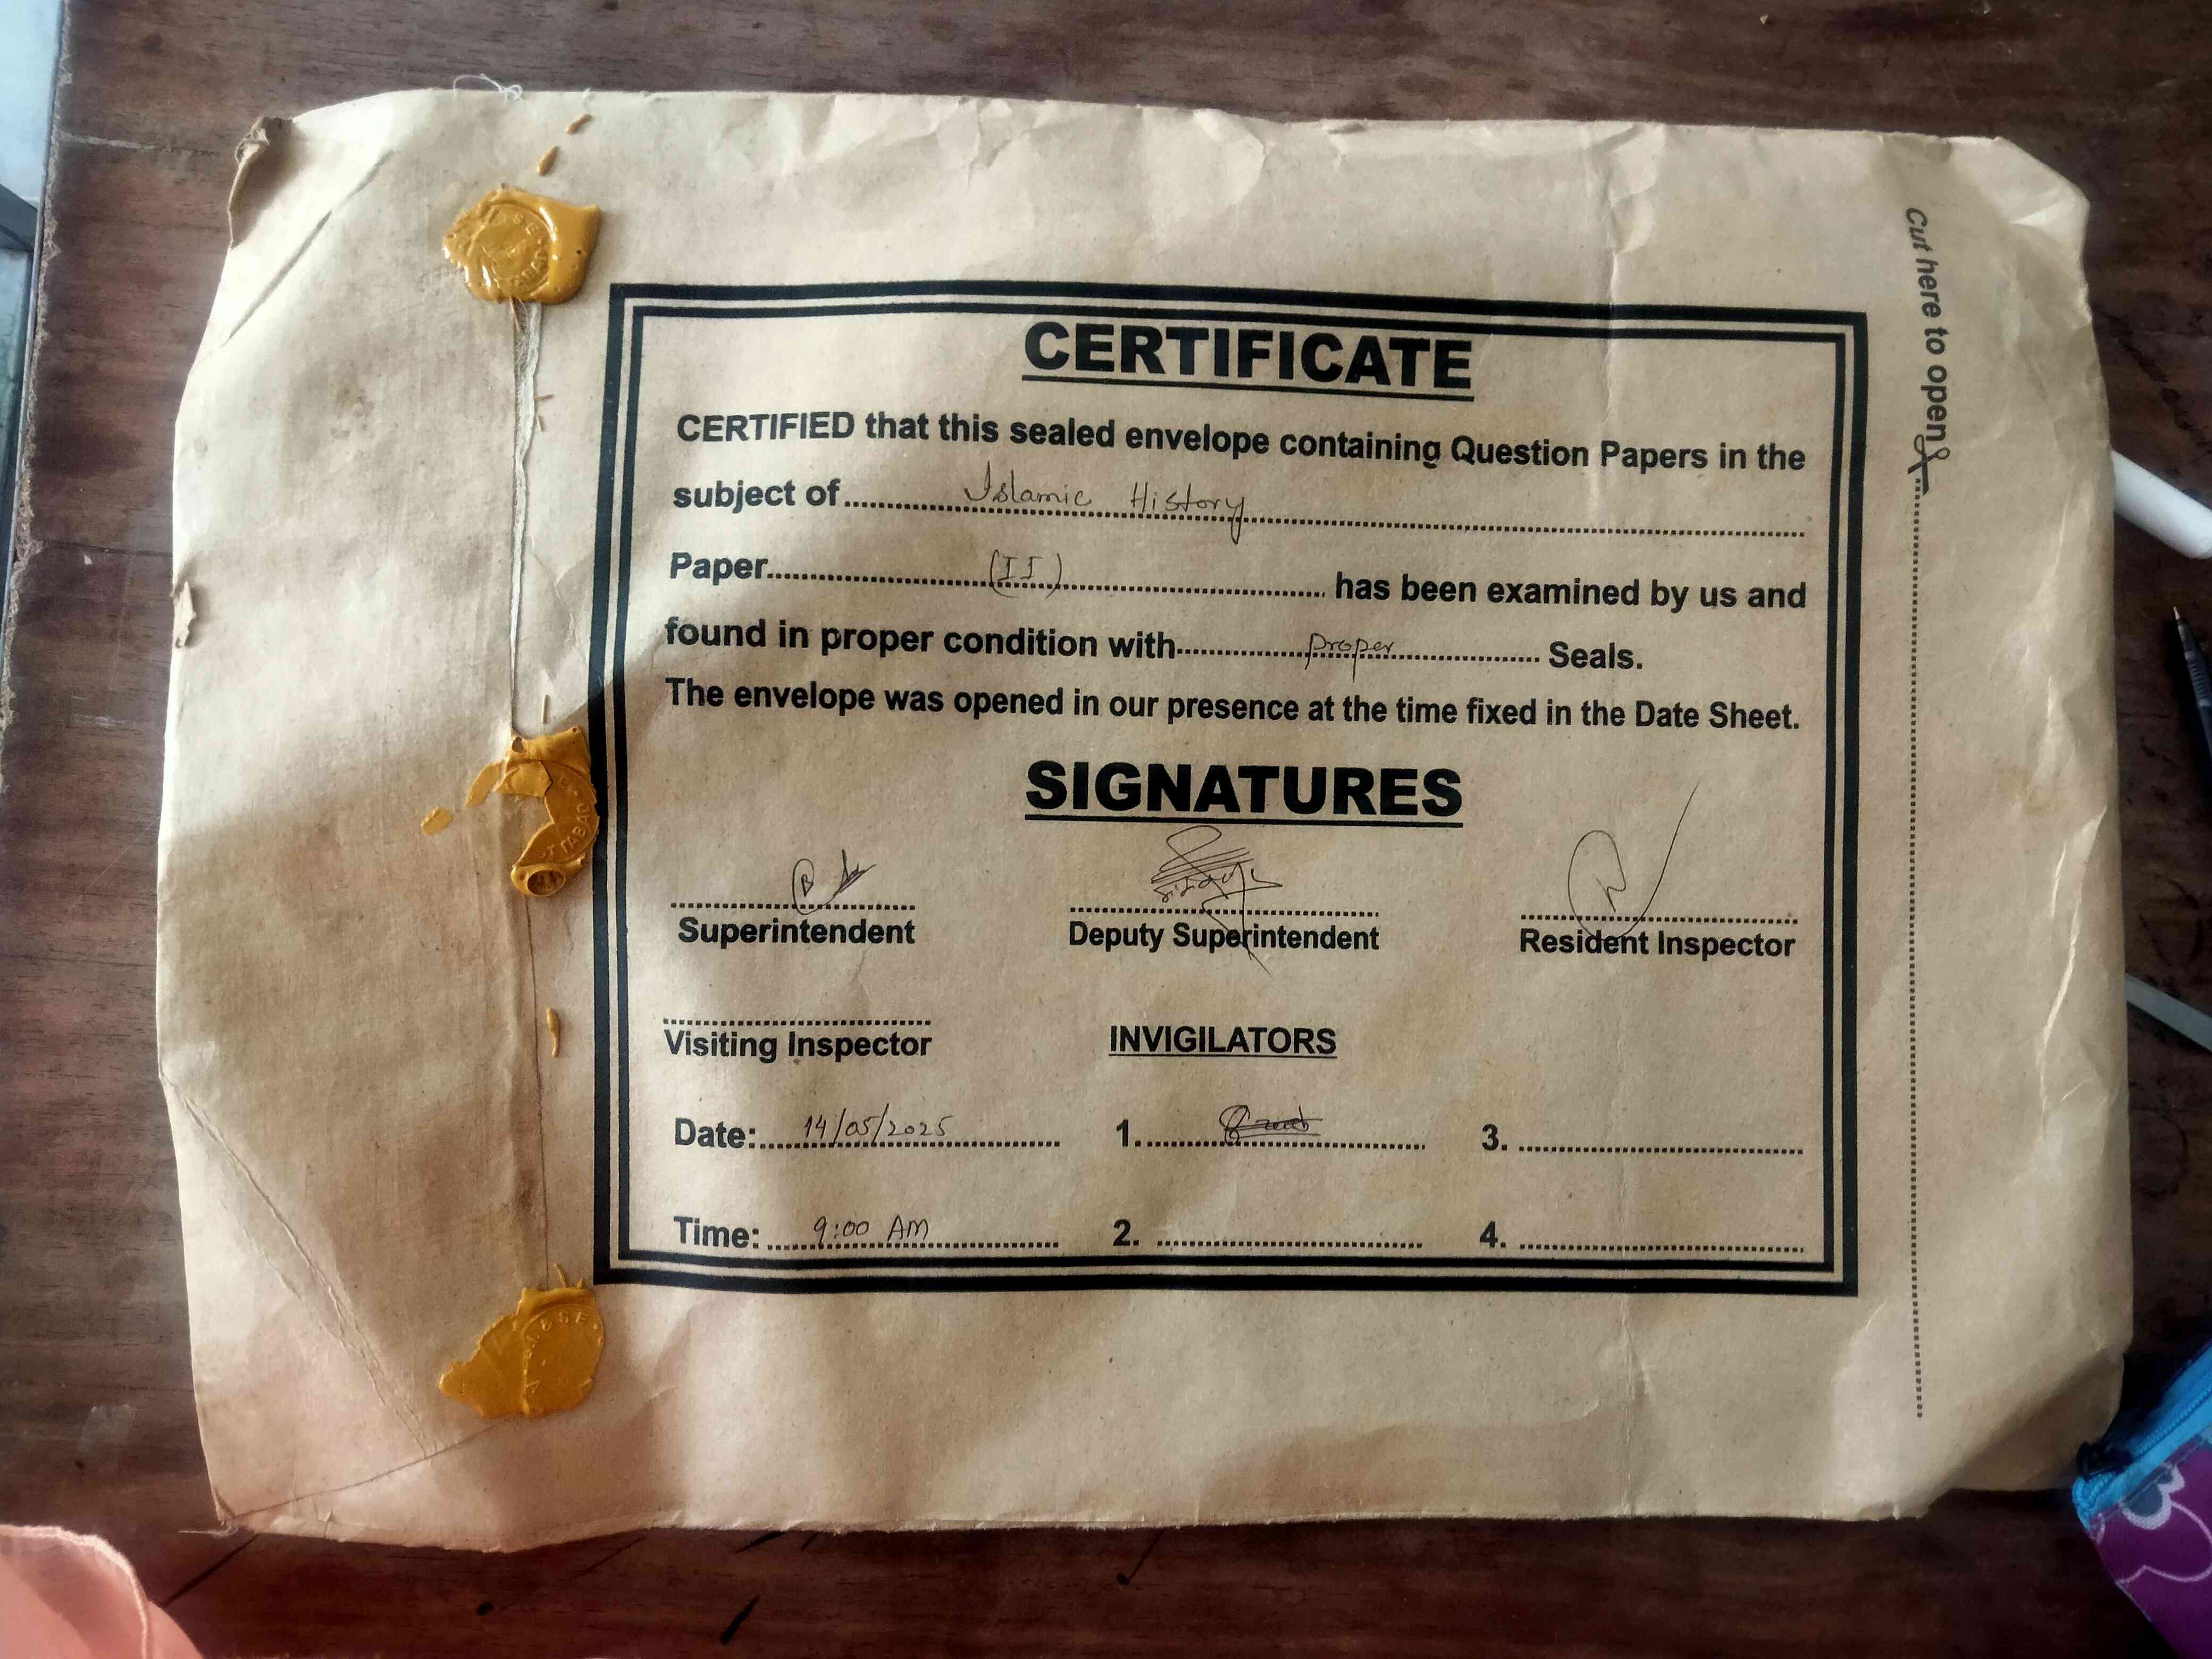 CERTIFICATE
CERTIFIED that this sealed envelope containing Question Papers in the
subject of Islamic History
Paper (II) has been examined by us and
found in proper condition with proper Seals.
The envelope was opened in our presence at the time fixed in the Date Sheet.
SIGNATURES
Superintendent Deputy Superintendent Resident Inspector
Visiting Inspector INVIGILATORS
Date: 14/05/2025 1. 3.
Time: 9:00 AM 2. 4.
Cut here to open